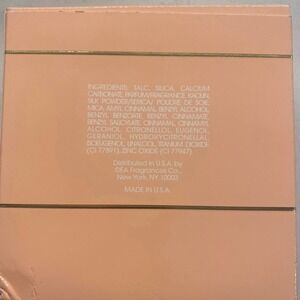 INGREDIENTS: TALC, SILICA, CALCIUM
CARBONATE, PARFUM/FRAGRANCE, KAOLIN,
SILK POWDER/SERICA/ POUDRE DE SOIE,
MICA, AMYL CINNAMAL, BENZYL ALCOHOL,
BENZYL BENZOATE, BENZYL CINNAMATE,
BENZYL SALICYLATE, CINNAMAL, CINNAMYL
ALCOHOL, CITRONELLOL, EUGENOL,
GERANIOL, HYDROXYCITRONELLAL,
ISOEUGENOL, LINALOOL, TITANIUM DIOXIDE
(CI 77891), ZINC OXIDE (CI 77947)
Distributed in U.S.A. by
Fragrances Co.,
New York, NY 10003
MADE IN U.S.A.